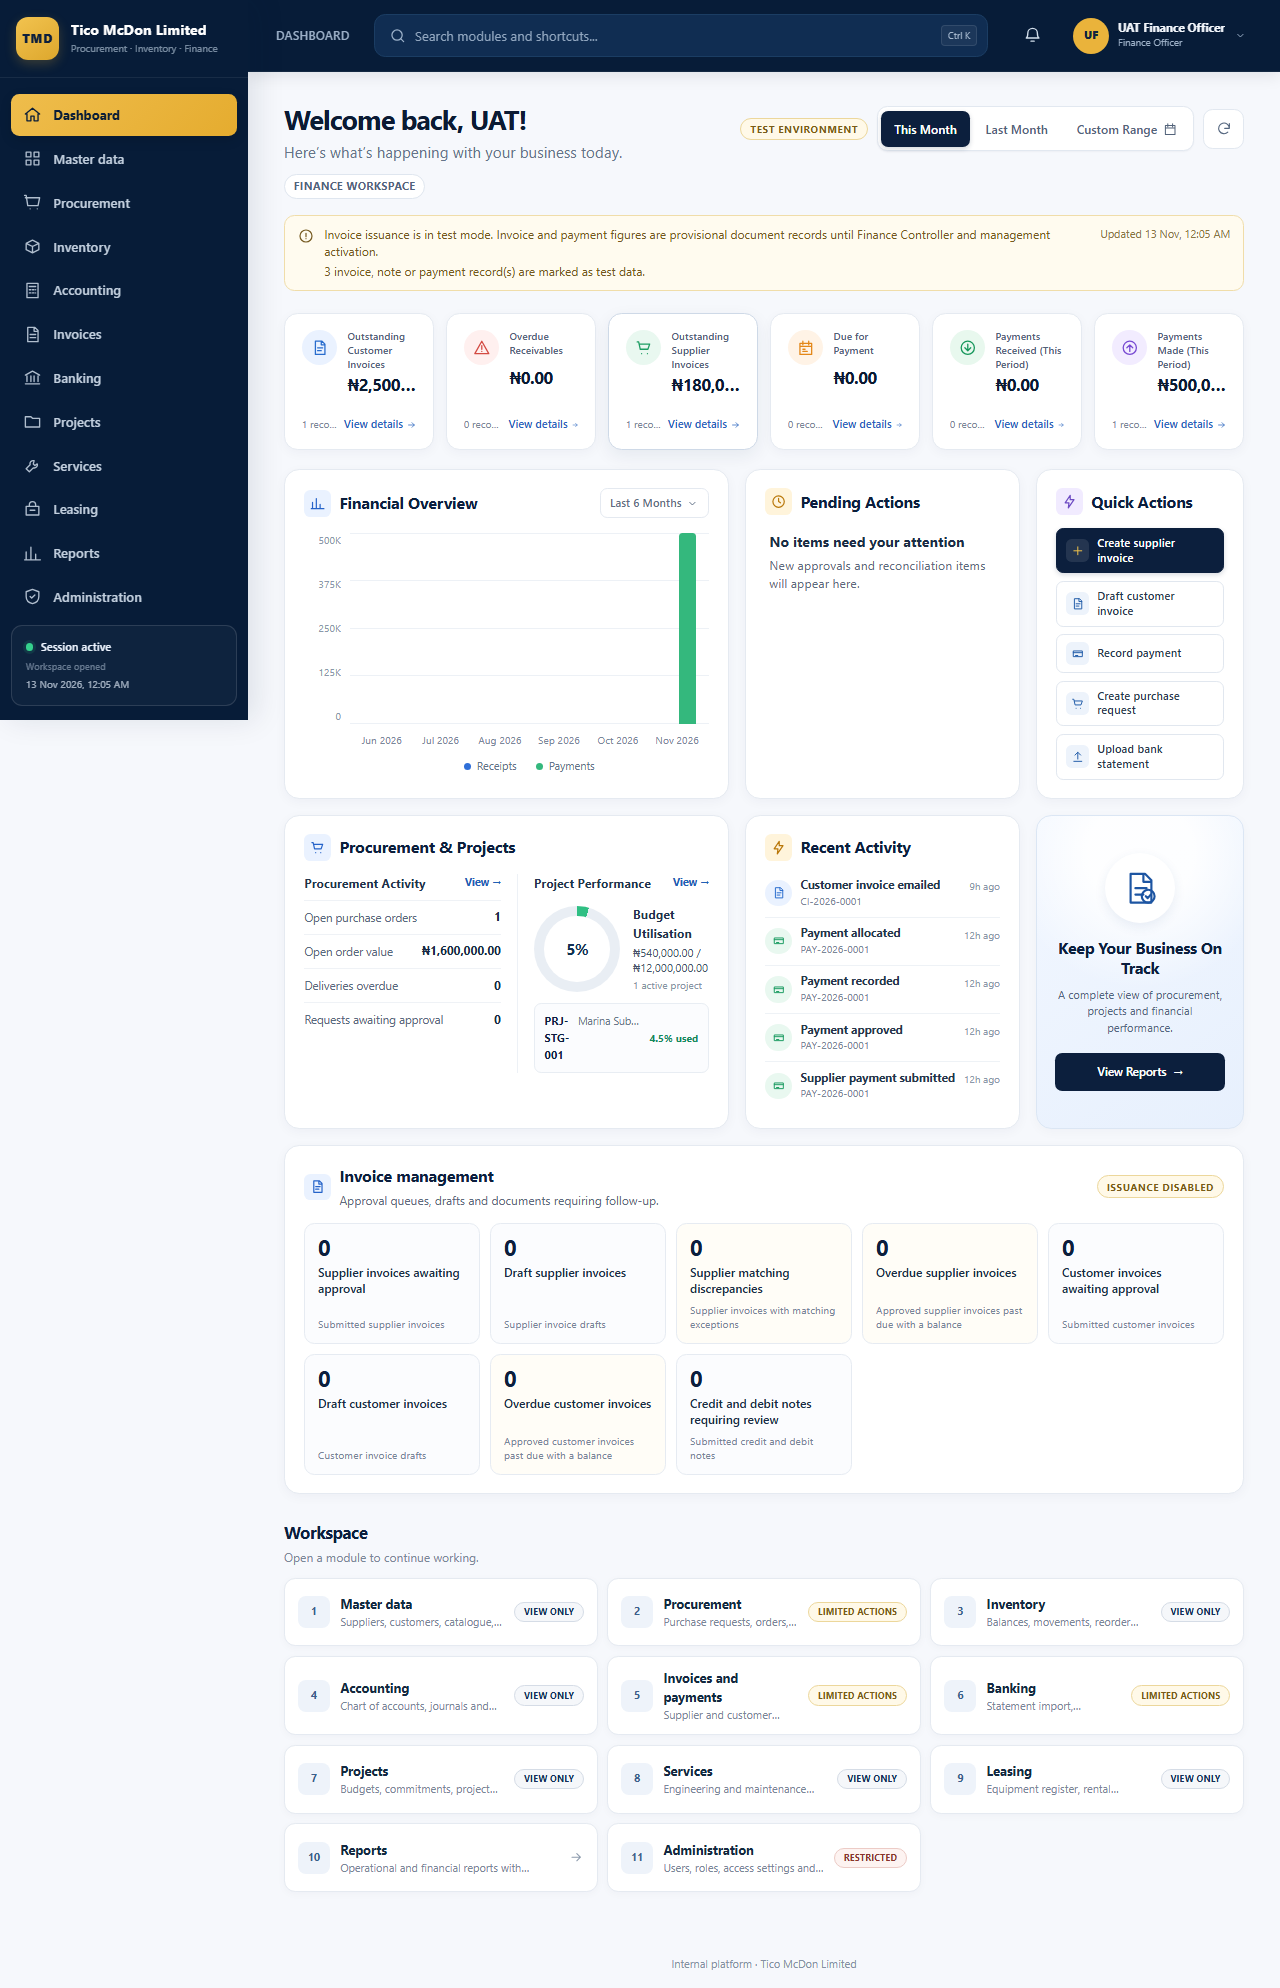 TMD
Tico McDon Limited
Procurement · Inventory · Finance
DASHBOARD
Search modules and shortcuts...
Ctrl K
UF
UAT Finance Officer
Finance Officer
Dashboard
Master data
Procurement
Inventory
Accounting
Invoices
Banking
Projects
Services
Leasing
Reports
Administration
Session active
Workspace opened
13 Nov 2026, 12:05 AM
Welcome back, UAT!
Here's what's happening with your business today.
FINANCE WORKSPACE
TEST ENVIRONMENT
This Month
Last Month
Custom Range
Invoice issuance is in test mode. Invoice and payment figures are provisional document records until Finance Controller and management
activation.
3 invoice, note or payment record(s) are marked as test data.
Updated 13 Nov, 12:05 AM
Outstanding
Customer
Invoices
₦2,500...
1 reco...
View details →
Overdue
Receivables
₦0.00
0 reco...
View details →
Outstanding
Supplier
Invoices
₦180,0...
1 reco...
View details →
Due for
Payment
₦0.00
0 reco...
View details →
Payments
Received (This
Period)
₦0.00
0 reco...
View details →
Payments
Made (This
Period)
₦500,0...
1 reco...
View details →
Financial Overview
Last 6 Months
500K
375K
250K
125K
0
Jun 2026
Jul 2026
Aug 2026
Sep 2026
Oct 2026
Nov 2026
Receipts
Payments
Pending Actions
No items need your attention
New approvals and reconciliation items
will appear here.
Quick Actions
Create supplier
invoice
Draft customer
invoice
Record payment
Create purchase
request
Upload bank
statement
Procurement & Projects
Procurement Activity
View →
Open purchase orders
1
Open order value
₦1,600,000.00
Deliveries overdue
0
Requests awaiting approval
0
Project Performance
View →
5%
Budget
Utilisation
₦540,000.00 /
₦12,000,000.00
1 active project
PRJ-
STG-
001
Marina Sub...
4.5% used
Recent Activity
Customer invoice emailed
9h ago
CI-2026-0001
Payment allocated
12h ago
PAY-2026-0001
Payment recorded
12h ago
PAY-2026-0001
Payment approved
12h ago
PAY-2026-0001
Supplier payment submitted
12h ago
PAY-2026-0001
Keep Your Business On
Track
A complete view of procurement,
projects and financial
performance.
View Reports →
Invoice management
Approval queues, drafts and documents requiring follow-up.
ISSUANCE DISABLED
0
Supplier invoices awaiting
approval
Submitted supplier invoices
0
Draft supplier invoices
Supplier invoice drafts
0
Supplier matching
discrepancies
Supplier invoices with matching
exceptions
0
Overdue supplier invoices
Approved supplier invoices past
due with a balance
0
Customer invoices
awaiting approval
Submitted customer invoices
0
Draft customer invoices
Customer invoice drafts
0
Overdue customer invoices
Approved customer invoices
past due with a balance
0
Credit and debit notes
requiring review
Submitted credit and debit
notes
Workspace
Open a module to continue working.
1
Master data
Suppliers, customers, catalogue,...
VIEW ONLY
2
Procurement
Purchase requests, orders,...
LIMITED ACTIONS
3
Inventory
Balances, movements, reorder...
VIEW ONLY
4
Accounting
Chart of accounts, journals and...
VIEW ONLY
5
Invoices and
payments
Supplier and customer...
LIMITED ACTIONS
6
Banking
Statement import,...
LIMITED ACTIONS
7
Projects
Budgets, commitments, project...
VIEW ONLY
8
Services
Engineering and maintenance...
VIEW ONLY
9
Leasing
Equipment register, rental...
VIEW ONLY
10
Reports
Operational and financial reports with...
→
11
Administration
Users, roles, access settings and...
RESTRICTED
Internal platform · Tico McDon Limited